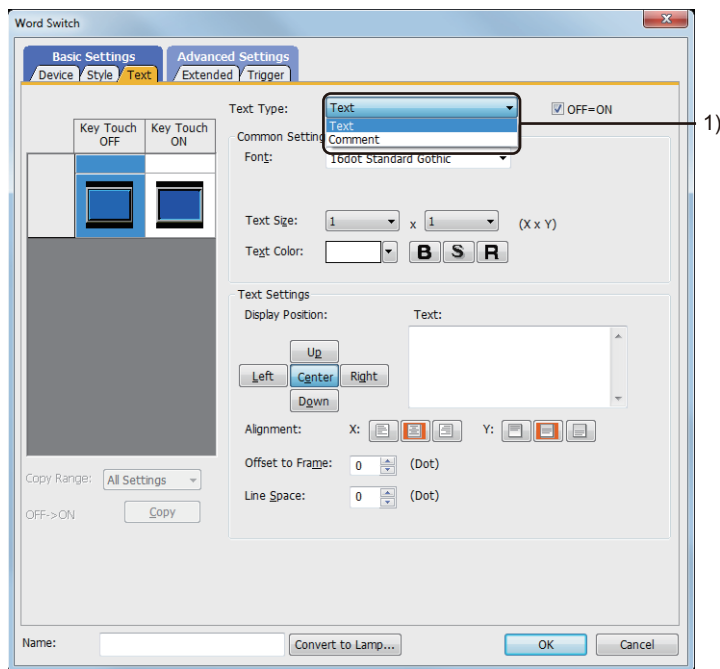 Word Switch
Basic Settings Advanced Settings
Device Style Text Extended Trigger
Text Type: Text OFF=ON
1)
Text
Comment
Key Touch OFF Key Touch ON
Common Setting
Font: 16dot Standard Gothic
Text Size: 1 x 1 (X x Y)
Text Color: B S R
Text Settings
Display Position: Text:
Up
Left Center Right
Down
Alignment: X: Y:
Offset to Frame: 0 (Dot)
Line Space: 0 (Dot)
Copy Range: All Settings
OFF->ON Copy
Name: Convert to Lamp... OK Cancel